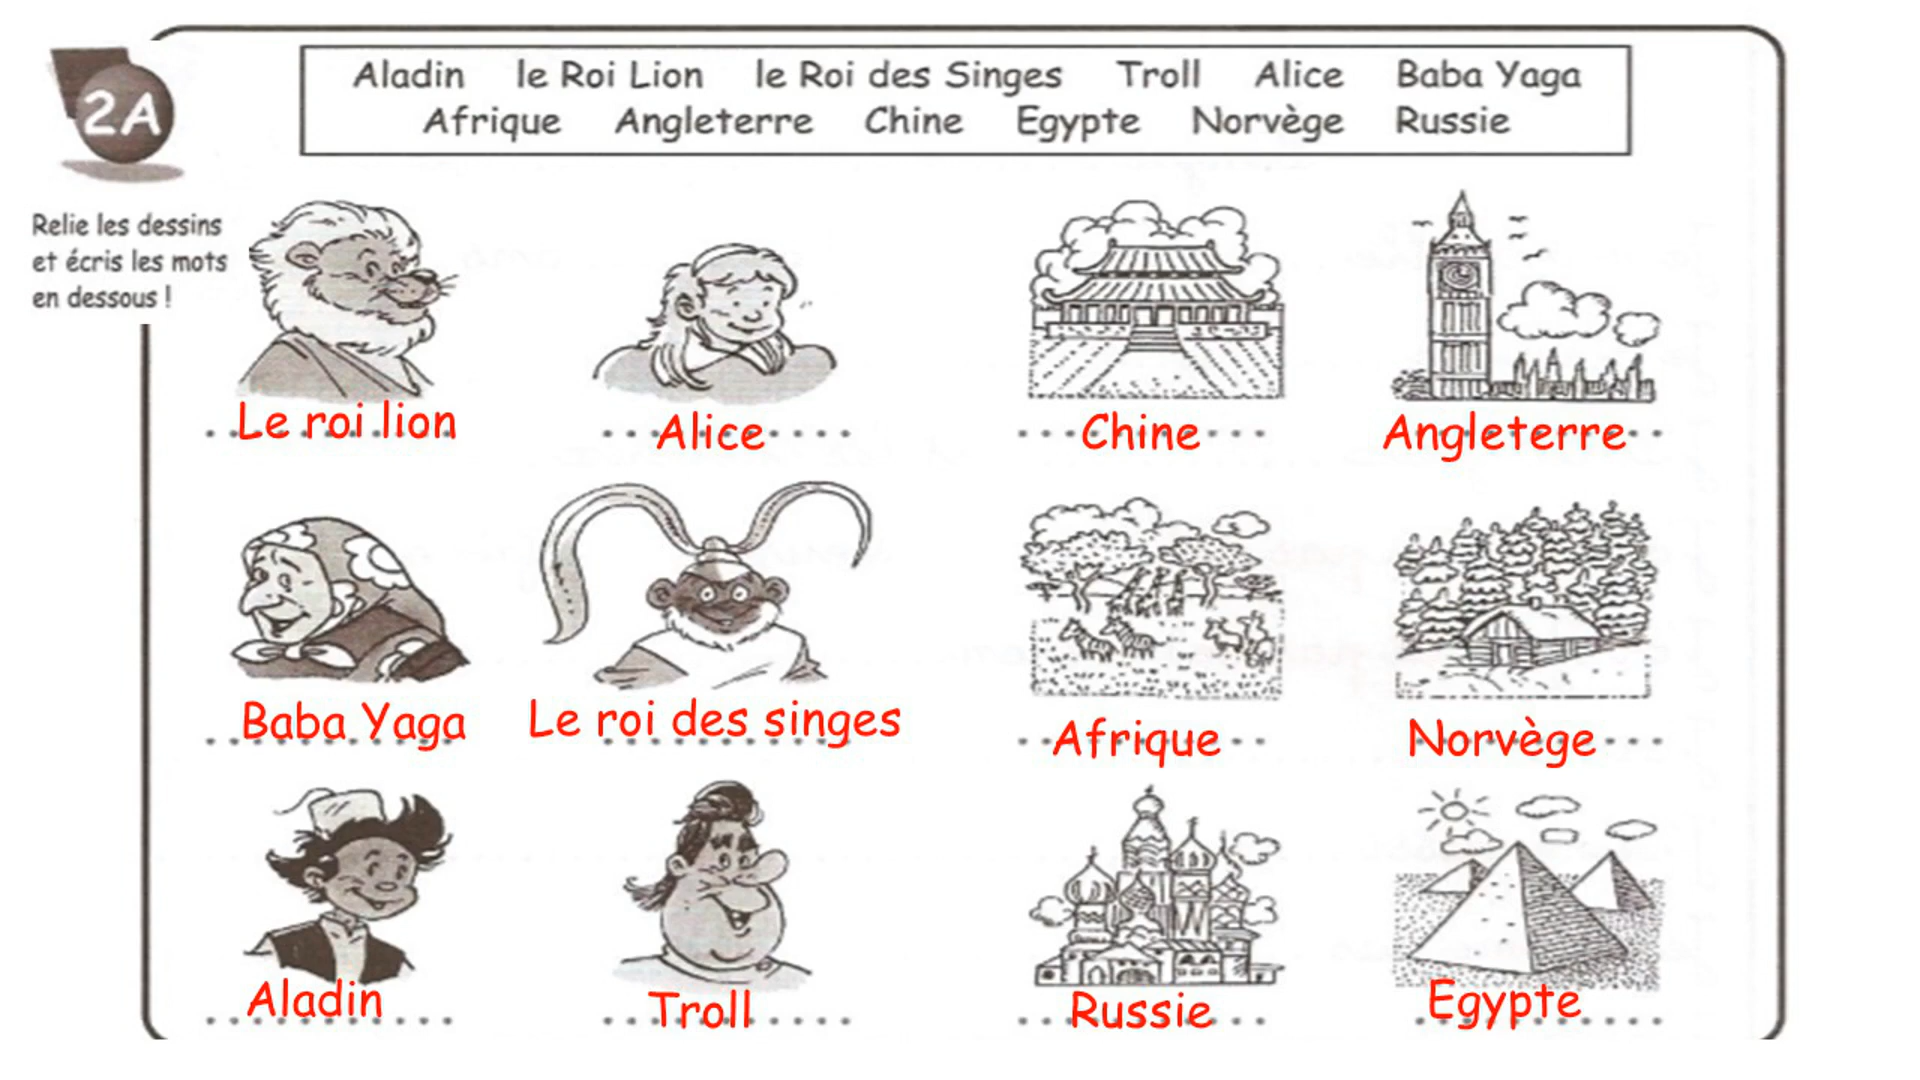 2A
Aladin le Roi Lion le Roi des Singes Troll Alice Baba Yaga
Afrique Angleterre Chine Egypte Norvège Russie
Relie les dessins
et écris les mots
en dessous !
Le roi lion
Alice
Chine
Angleterre
Baba Yaga
Le roi des singes
Afrique
Norvège
Aladin
Troll
Russie
Egypte